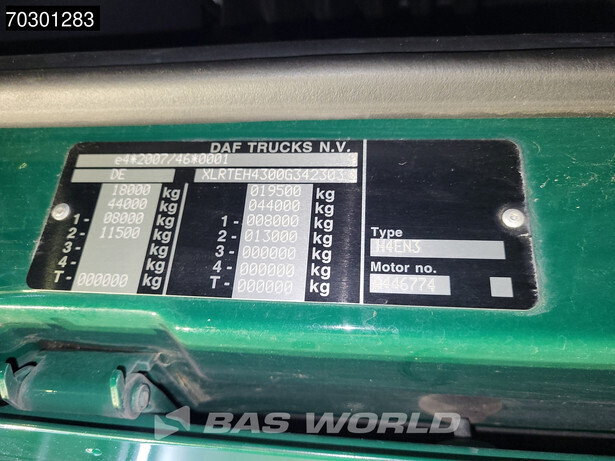 70301283
DAF TRUCKS N.V.
e4*2007/46*0001
DE XLRTEH4300G342303
18000 kg 019500 kg
44000 kg 044000 kg
1 - 08000 kg 1 - 008000 kg
2 - 11500 kg 2 - 013000 kg
3 - kg 3 - 000000 kg
4 - kg 4 - 000000 kg
T - 000000 kg T - 000000 kg
Type
H4EN3
Motor no.
446774
BAS WORLD